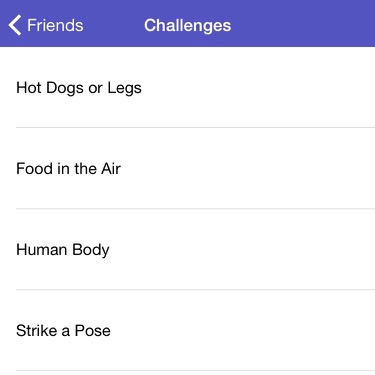 Friends Challenges
Hot Dogs or Legs
Food in the Air
Human Body
Strike a Pose